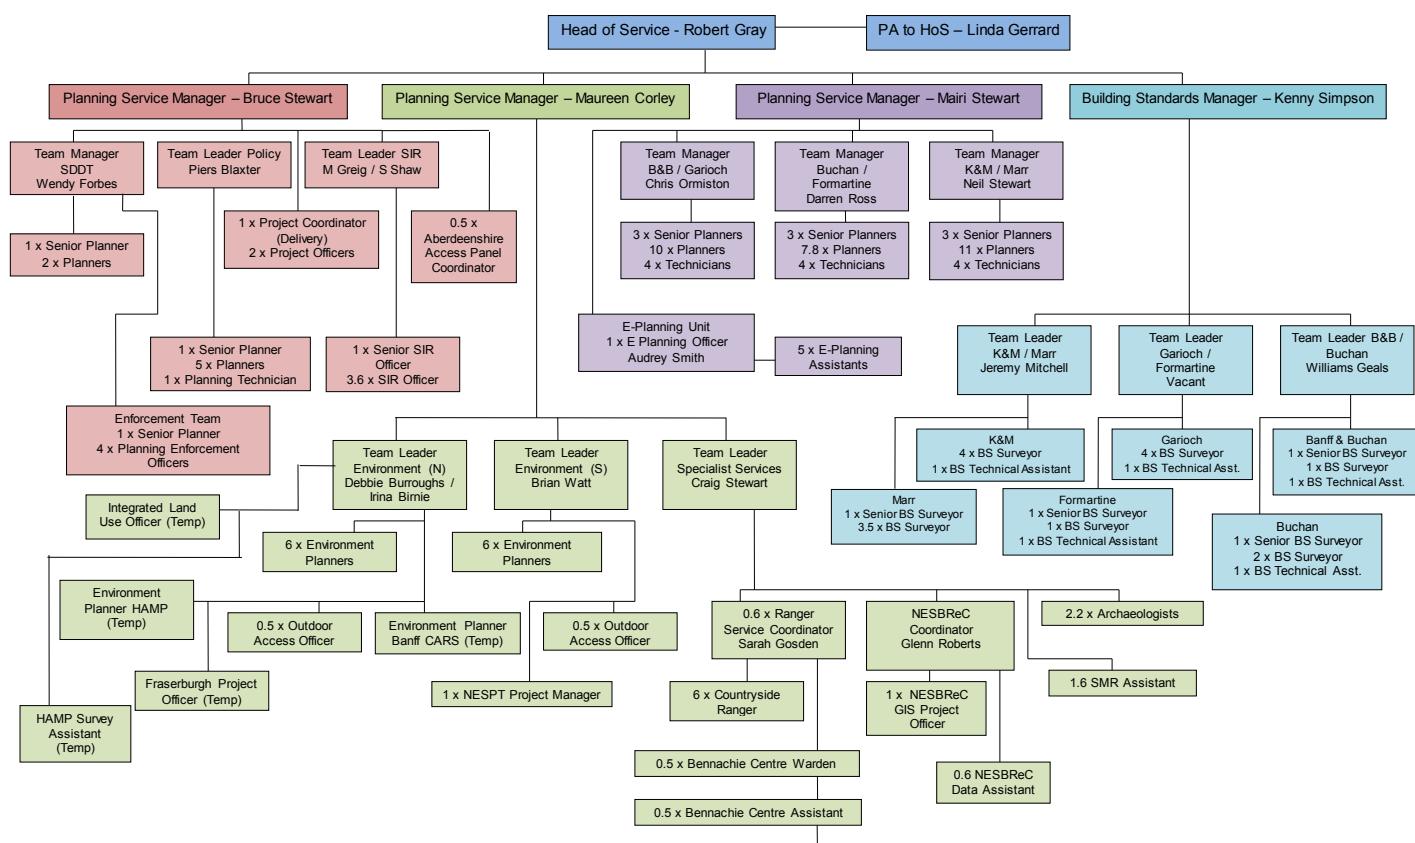 Head of Service - Robert Gray
PA to HoS – Linda Gerrard
Planning Service Manager – Bruce Stewart
Planning Service Manager – Maureen Corley
Planning Service Manager – Mairi Stewart
Building Standards Manager – Kenny Simpson
Team Manager
SDDT
Wendy Forbes
Team Leader Policy
Piers Blaxter
Team Leader SIR
M Greig / S Shaw
Team Manager
B&B / Garioch
Chris Ormiston
Team Manager
Buchan /
Formartine
Darren Ross
Team Manager
K&M / Marr
Neil Stewart
1 x Senior Planner
2 x Planners
1 x Project Coordinator
(Delivery)
2 x Project Officers
0.5 x
Aberdeenshire
Access Panel
Coordinator
3 x Senior Planners
10 x Planners
4 x Technicians
3 x Senior Planners
7.8 x Planners
4 x Technicians
3 x Senior Planners
11 x Planners
4 x Technicians
E-Planning Unit
1 x E Planning Officer
Audrey Smith
5 x E-Planning
Assistants
1 x Senior Planner
5 x Planners
1 x Planning Technician
1 x Senior SIR
Officer
3.6 x SIR Officer
Team Leader
K&M / Marr
Jeremy Mitchell
Team Leader
Garioch /
Formartine
Vacant
Team Leader B&B /
Buchan
Williams Geals
Enforcement Team
1 x Senior Planner
4 x Planning Enforcement
Officers
Team Leader
Environment (N)
Debbie Burroughs /
Irina Birnie
Team Leader
Environment (S)
Brian Watt
Team Leader
Specialist Services
Craig Stewart
K&M
4 x BS Surveyor
1 x BS Technical Assistant
Garioch
4 x BS Surveyor
1 x BS Technical Asst.
Banff & Buchan
1 x Senior BS Surveyor
1 x BS Surveyor
1 x BS Technical Asst.
Marr
1 x Senior BS Surveyor
3.5 x BS Surveyor
Formartine
1 x Senior BS Surveyor
1 x BS Surveyor
1 x BS Technical Assistant
Buchan
1 x Senior BS Surveyor
2 x BS Surveyor
1 x BS Technical Asst.
Integrated Land
Use Officer (Temp)
6 x Environment
Planners
6 x Environment
Planners
Environment
Planner HAMP
(Temp)
0.5 x Outdoor
Access Officer
Environment Planner
Banff CARS (Temp)
0.5 x Outdoor
Access Officer
0.6 x Ranger
Service Coordinator
Sarah Gosden
NESBReC
Coordinator
Glenn Roberts
2.2 x Archaeologists
Fraserburgh Project
Officer (Temp)
1 x NESPT Project Manager
6 x Countryside
Ranger
1 x NESBReC
GIS Project
Officer
1.6 SMR Assistant
HAMP Survey
Assistant
(Temp)
0.5 x Bennachie Centre Warden
0.6 NESBReC
Data Assistant
0.5 x Bennachie Centre Assistant